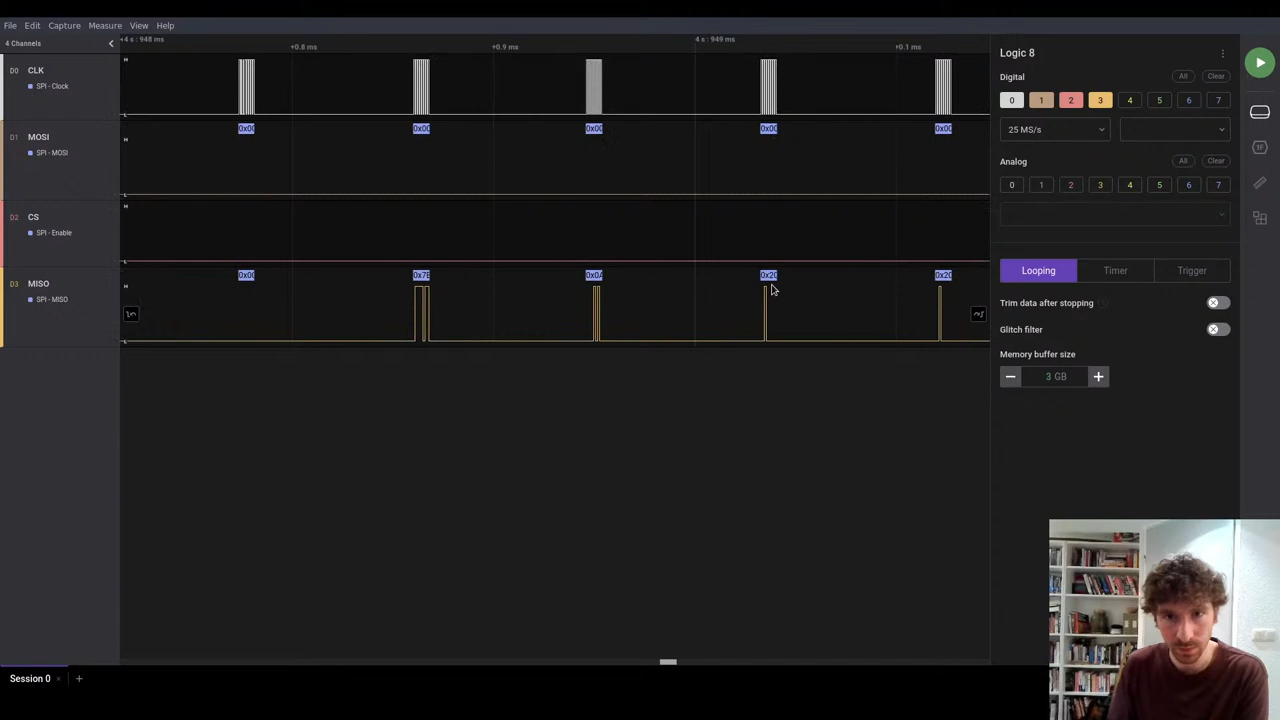 File Edit Capture Measure View Help
4 Channels
4 s : 948 ms
4 s : 949 ms
+0.8 ms
+0.9 ms
+0.1 ms
D0 CLK
SPI - Clock
H
L
0x00 0x00 0x00 0x00 0x00
D1 MOSI
SPI - MOSI
H
L
D2 CS
SPI - Enable
H
L
0x00 0x7E 0x0A 0x20 0x20
D3 MISO
SPI - MISO
H
L
Session 0
Logic 8
Digital All Clear
0 1 2 3 4 5 6 7
25 MS/s
Analog All Clear
0 1 2 3 4 5 6 7
Looping Timer Trigger
Trim data after stopping
Glitch filter
Memory buffer size
3 GB
1F